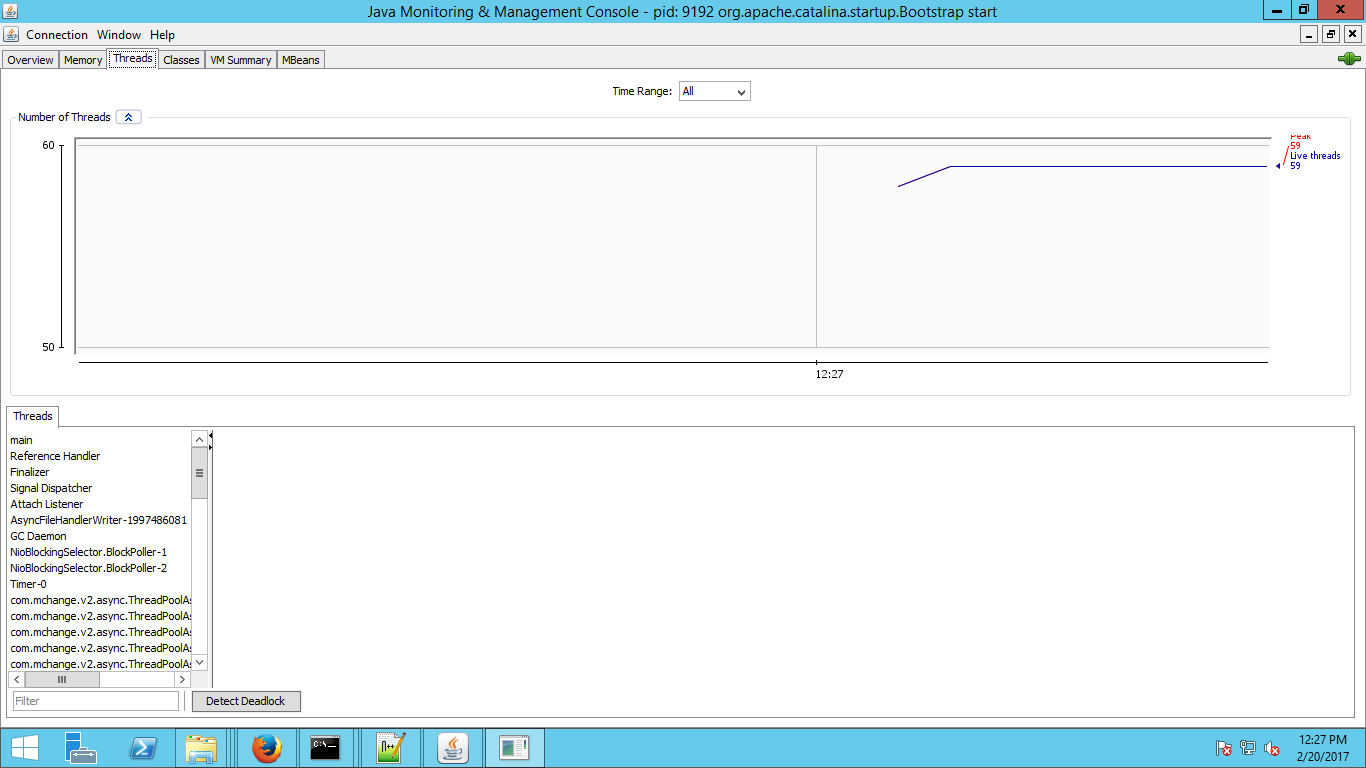 Java Monitoring & Management Console - pid: 9192 org.apache.catalina.startup.Bootstrap start
Connection Window Help
Overview Memory Threads Classes VM Summary MBeans
Time Range: All
Number of Threads
60
50
12:27
Peak
59
Live threads
59
Threads
main
Reference Handler
Finalizer
Signal Dispatcher
Attach Listener
AsyncFileHandlerWriter-1997486081
GC Daemon
NioBlockingSelector.BlockPoller-1
NioBlockingSelector.BlockPoller-2
Timer-0
com.mchange.v2.async.ThreadPoolAs
com.mchange.v2.async.ThreadPoolAs
com.mchange.v2.async.ThreadPoolAs
com.mchange.v2.async.ThreadPoolAs
com.mchange.v2.async.ThreadPoolAs
Filter
Detect Deadlock
C:\_
12:27 PM
2/20/2017